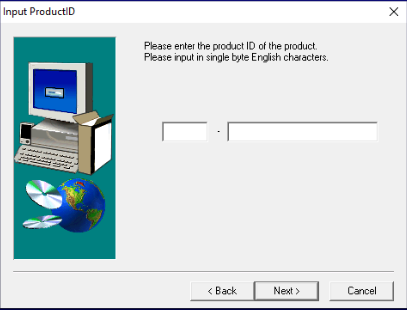 Input ProductID
Please enter the product ID of the product.
Please input in single byte English characters.
-
< Back Next > Cancel